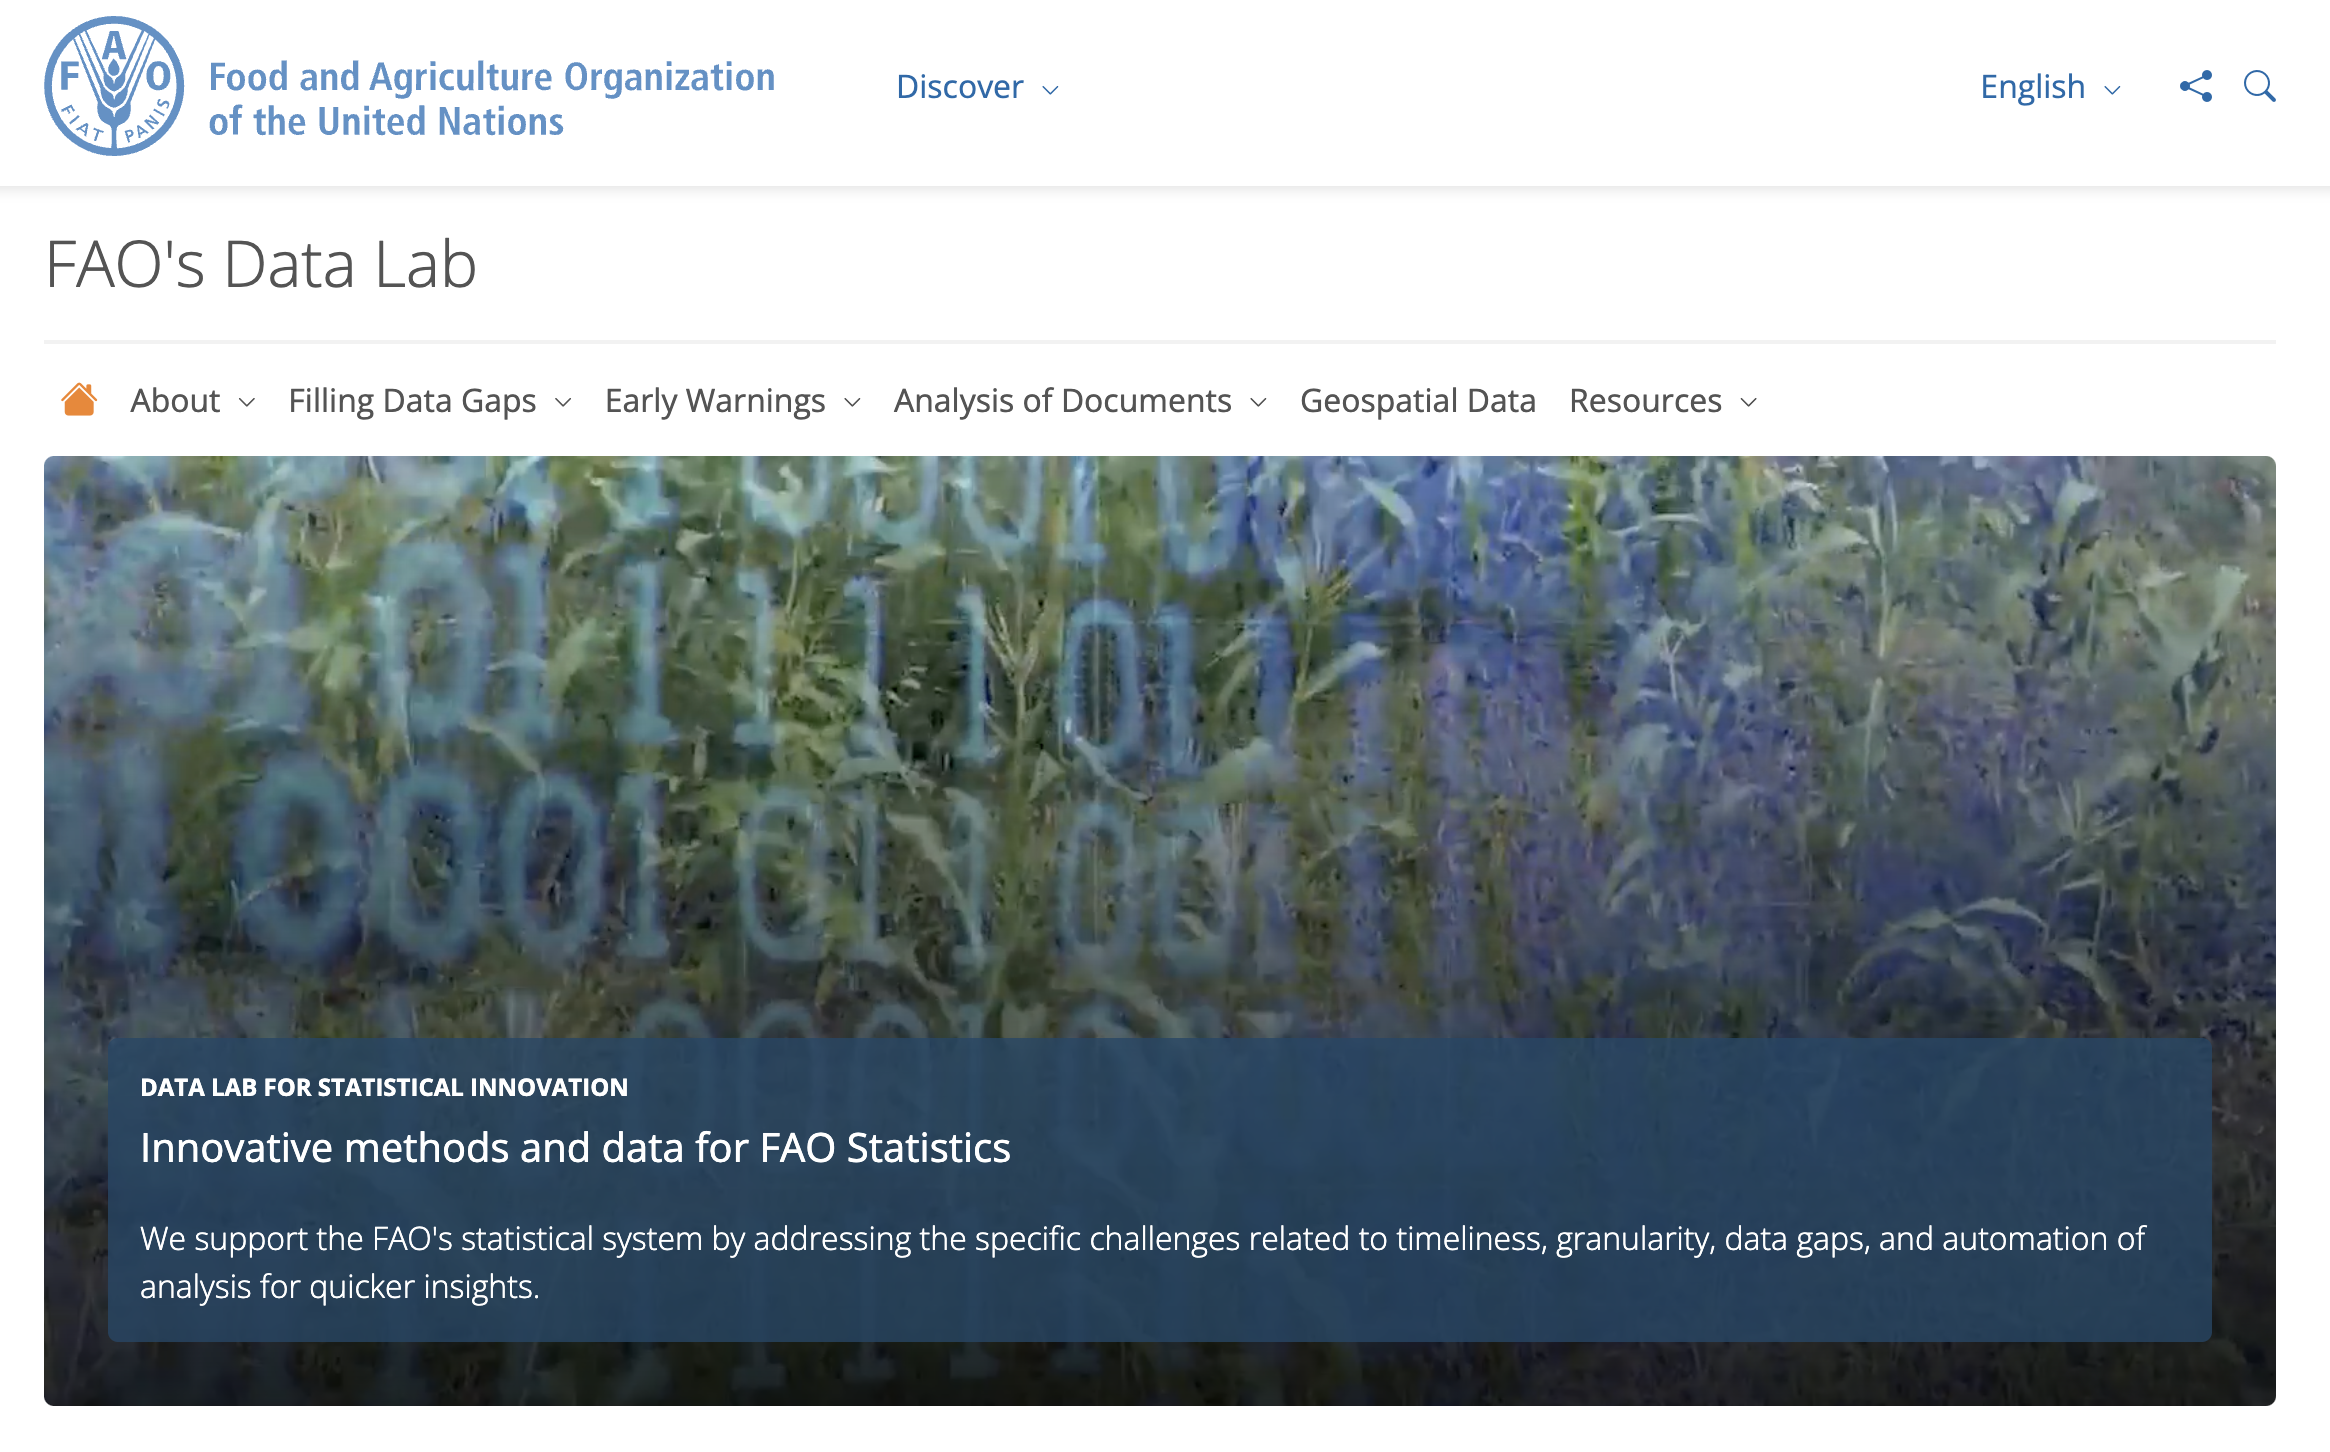 F A O
FIAT PANIS
Food and Agriculture Organization
of the United Nations
Discover
English
FAO's Data Lab
About
Filling Data Gaps
Early Warnings
Analysis of Documents
Geospatial Data
Resources
DATA LAB FOR STATISTICAL INNOVATION
Innovative methods and data for FAO Statistics
We support the FAO's statistical system by addressing the specific challenges related to timeliness, granularity, data gaps, and automation of
analysis for quicker insights.